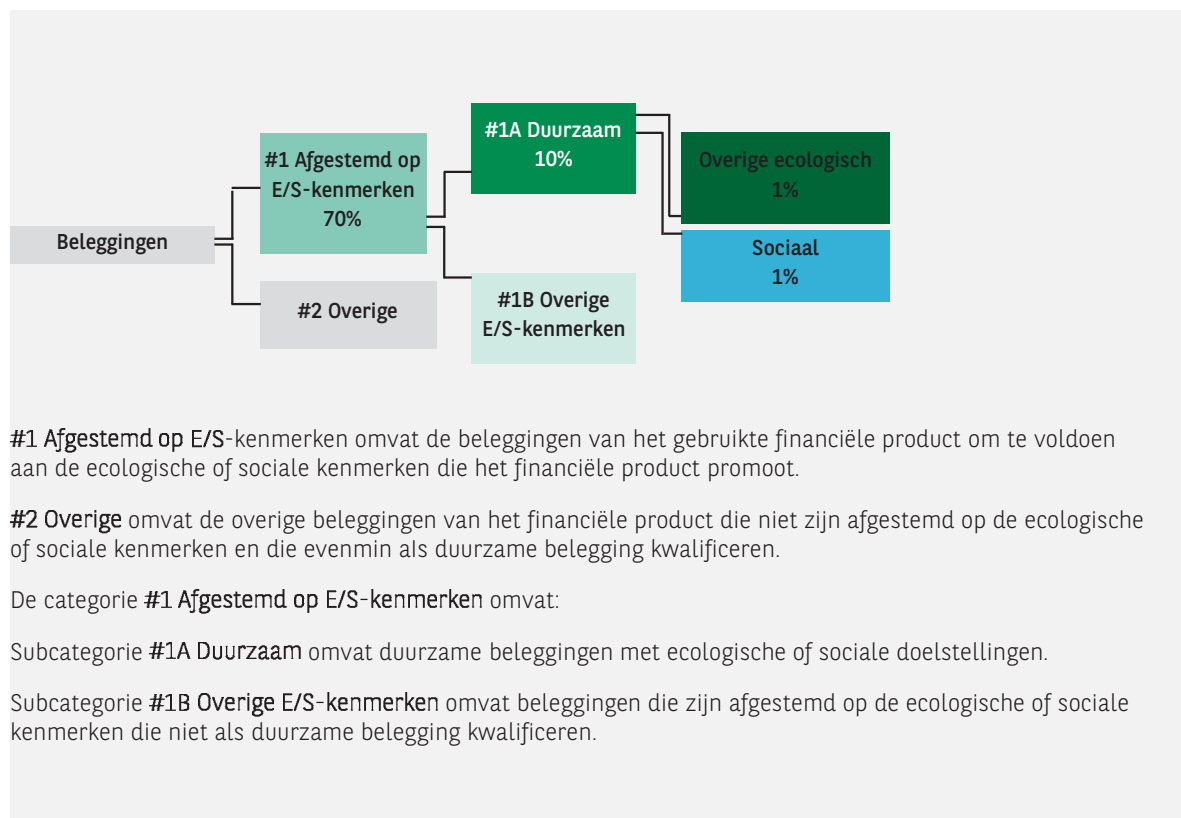 Beleggingen
#1 Afgestemd op
E/S-kenmerken
70%
#2 Overige
#1A Duurzaam
10%
#1B Overige
E/S-kenmerken
Overige ecologisch
1%
Sociaal
1%
#1 Afgestemd op E/S-kenmerken omvat de beleggingen van het gebruikte financiële product om te voldoen
aan de ecologische of sociale kenmerken die het financiële product promoot.
#2 Overige omvat de overige beleggingen van het financiële product die niet zijn afgestemd op de ecologische
of sociale kenmerken en die evenmin als duurzame belegging kwalificeren.
De categorie #1 Afgestemd op E/S-kenmerken omvat:
Subcategorie #1A Duurzaam omvat duurzame beleggingen met ecologische of sociale doelstellingen.
Subcategorie #1B Overige E/S-kenmerken omvat beleggingen die zijn afgestemd op de ecologische of sociale
kenmerken die niet als duurzame belegging kwalificeren.